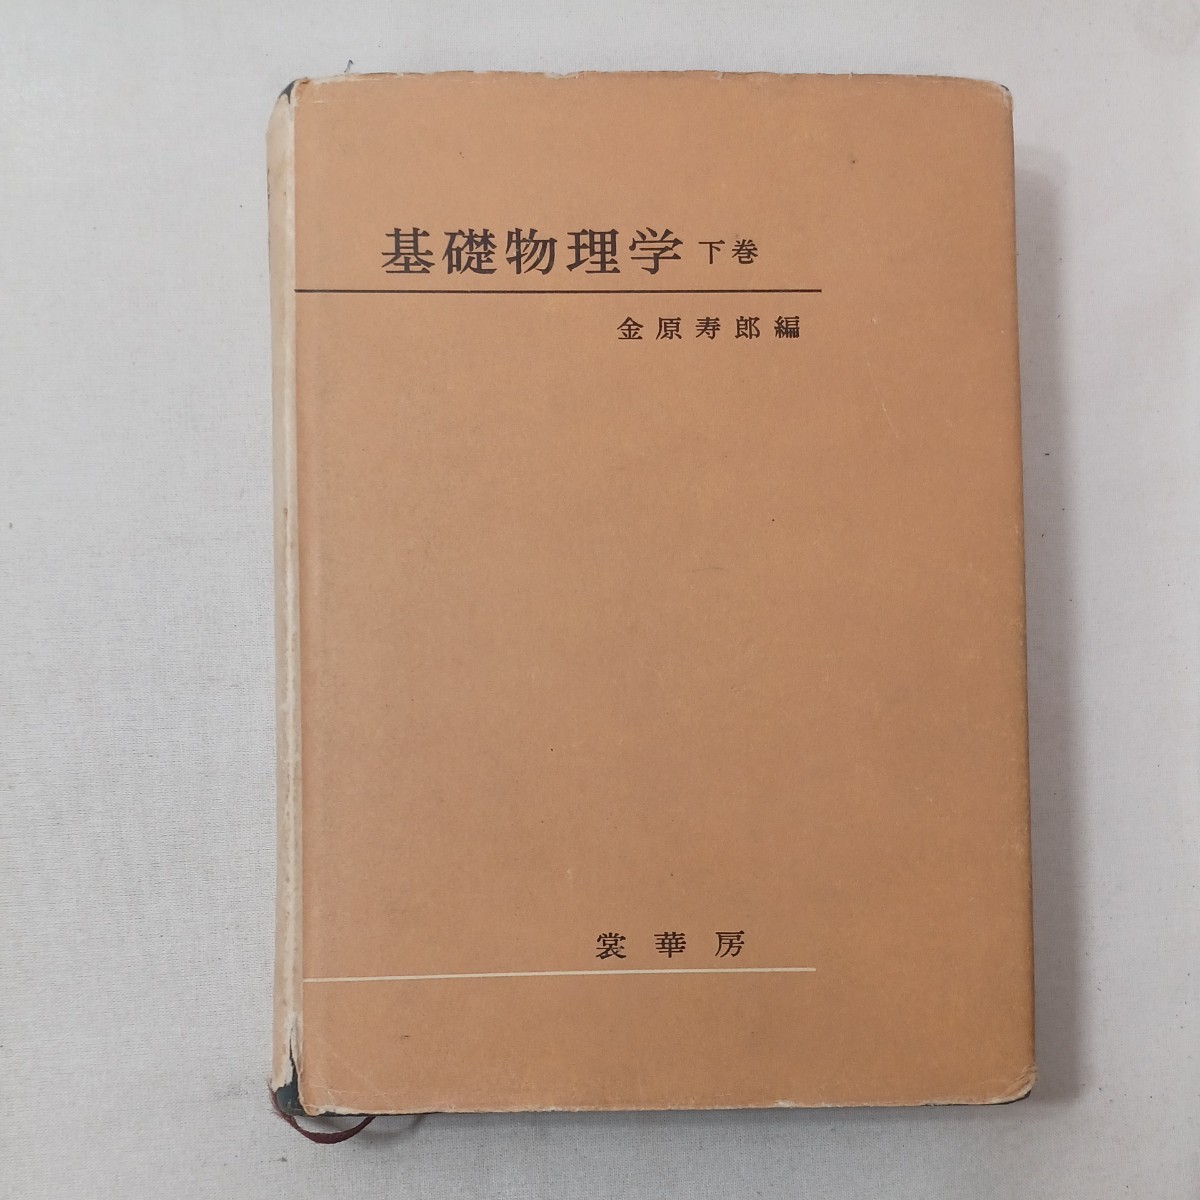 基礎物理学 下巻
金原寿郎編
裳華房